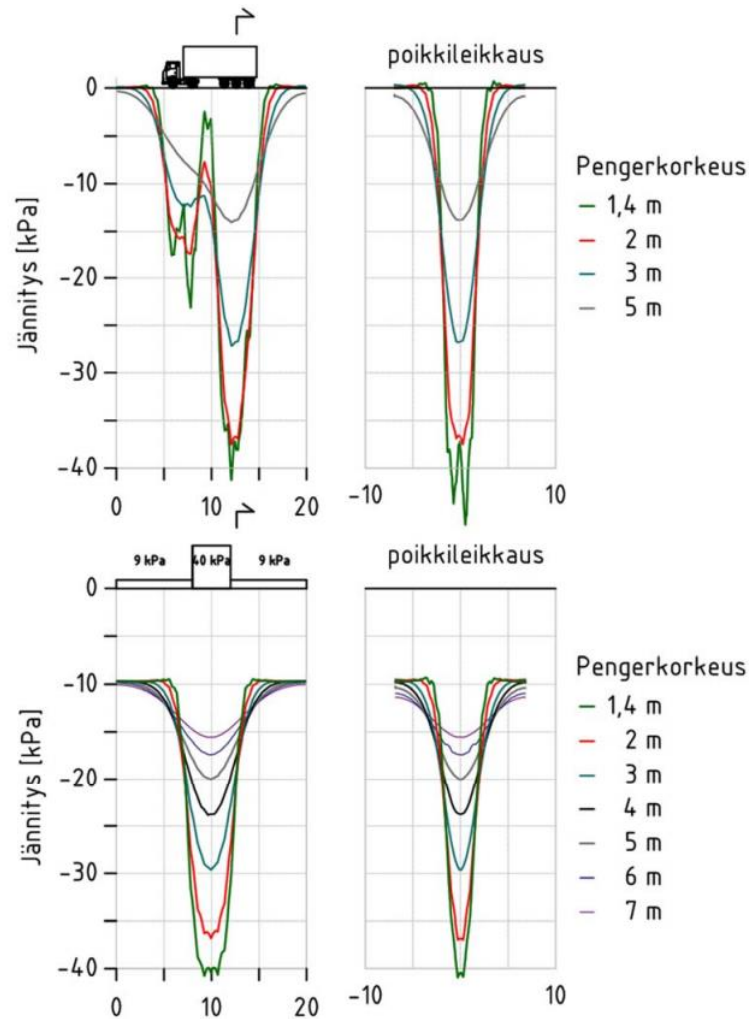 poikkileikkaus
0
-10
-20
-30
-40
Jännitys [kPa]
0
10
20
-10
10
Pengerkorkeus
1,4 m
2 m
3 m
5 m
9 kPa
40 kPa
9 kPa
poikkileikkaus
0
-10
-20
-30
-40
Jännitys [kPa]
0
10
20
-10
10
Pengerkorkeus
1,4 m
2 m
3 m
4 m
5 m
6 m
7 m